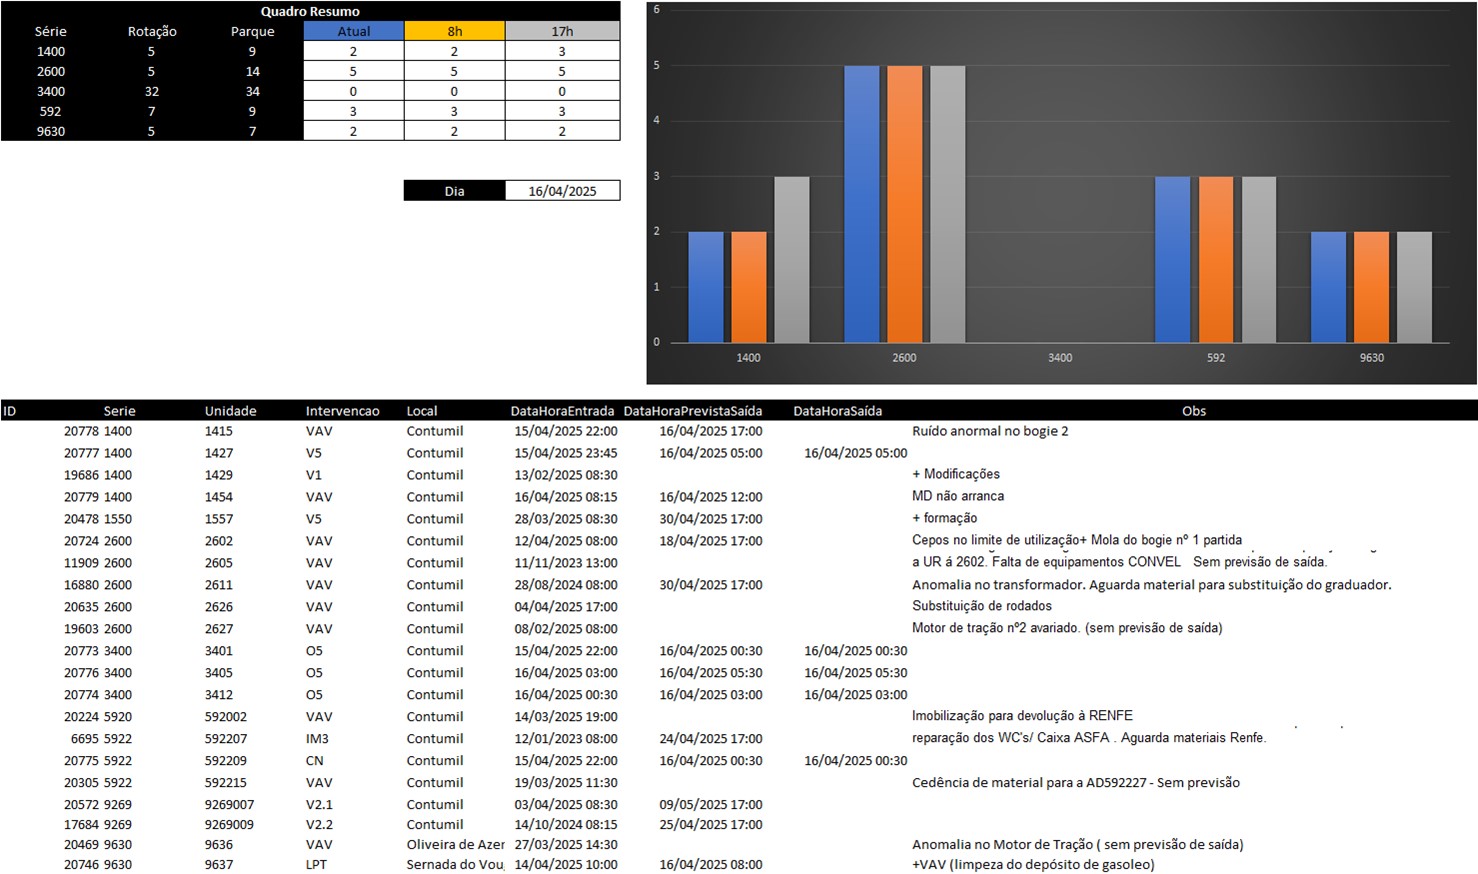 Quadro Resumo
Série Rotação Parque Atual 8h 17h
1400 5 9 2 2 3
2600 5 14 5 5 5
3400 32 34 0 0 0
592 7 9 3 3 3
9630 5 7 2 2 2
Dia 16/04/2025
6
5
4
3
2
1
0
1400 2600 3400 592 9630
ID Serie Unidade Intervencao Local DataHoraEntrada DataHoraPrevistaSaída DataHoraSaída Obs
20778 1400 1415 VAV Contumil 15/04/2025 22:00 16/04/2025 17:00 Ruído anormal no bogie 2
20777 1400 1427 V5 Contumil 15/04/2025 23:45 16/04/2025 05:00 16/04/2025 05:00
19686 1400 1429 V1 Contumil 13/02/2025 08:30 + Modificações
20779 1400 1454 VAV Contumil 16/04/2025 08:15 16/04/2025 12:00 MD não arranca
20478 1550 1557 V5 Contumil 28/03/2025 08:30 30/04/2025 17:00 + formação
20724 2600 2602 VAV Contumil 12/04/2025 08:00 18/04/2025 17:00 Cepos no limite de utilização+ Mola do bogie nº 1 partida
11909 2600 2605 VAV Contumil 11/11/2023 13:00 a UR á 2602. Falta de equipamentos CONVEL Sem previsão de saída.
16880 2600 2611 VAV Contumil 28/08/2024 08:00 30/04/2025 17:00 Anomalia no transformador. Aguarda material para substituição do graduador.
20635 2600 2626 VAV Contumil 04/04/2025 17:00 Substituição de rodados
19603 2600 2627 VAV Contumil 08/02/2025 08:00 Motor de tração nº2 avariado. (sem previsão de saída)
20773 3400 3401 O5 Contumil 15/04/2025 22:00 16/04/2025 00:30 16/04/2025 00:30
20776 3400 3405 O5 Contumil 16/04/2025 03:00 16/04/2025 05:30 16/04/2025 05:30
20774 3400 3412 O5 Contumil 16/04/2025 00:30 16/04/2025 03:00 16/04/2025 03:00
20224 5920 592002 VAV Contumil 14/03/2025 19:00 Imobilização para devolução à RENFE
6695 5922 592207 IM3 Contumil 12/01/2023 08:00 24/04/2025 17:00 reparação dos WC's/ Caixa ASFA . Aguarda materiais Renfe.
20775 5922 592209 CN Contumil 15/04/2025 22:00 16/04/2025 00:30 16/04/2025 00:30
20305 5922 592215 VAV Contumil 19/03/2025 11:30 Cedência de material para a AD592227 - Sem previsão
20572 9269 9269007 V2.1 Contumil 03/04/2025 08:30 09/05/2025 17:00
17684 9269 9269009 V2.2 Contumil 14/10/2024 08:15 25/04/2025 17:00
20469 9630 9636 VAV Oliveira de Azer 27/03/2025 14:30 Anomalia no Motor de Tração ( sem previsão de saída)
20746 9630 9637 LPT Sernada do Vou 14/04/2025 10:00 16/04/2025 08:00 +VAV (limpeza do depósito de gasoleo)